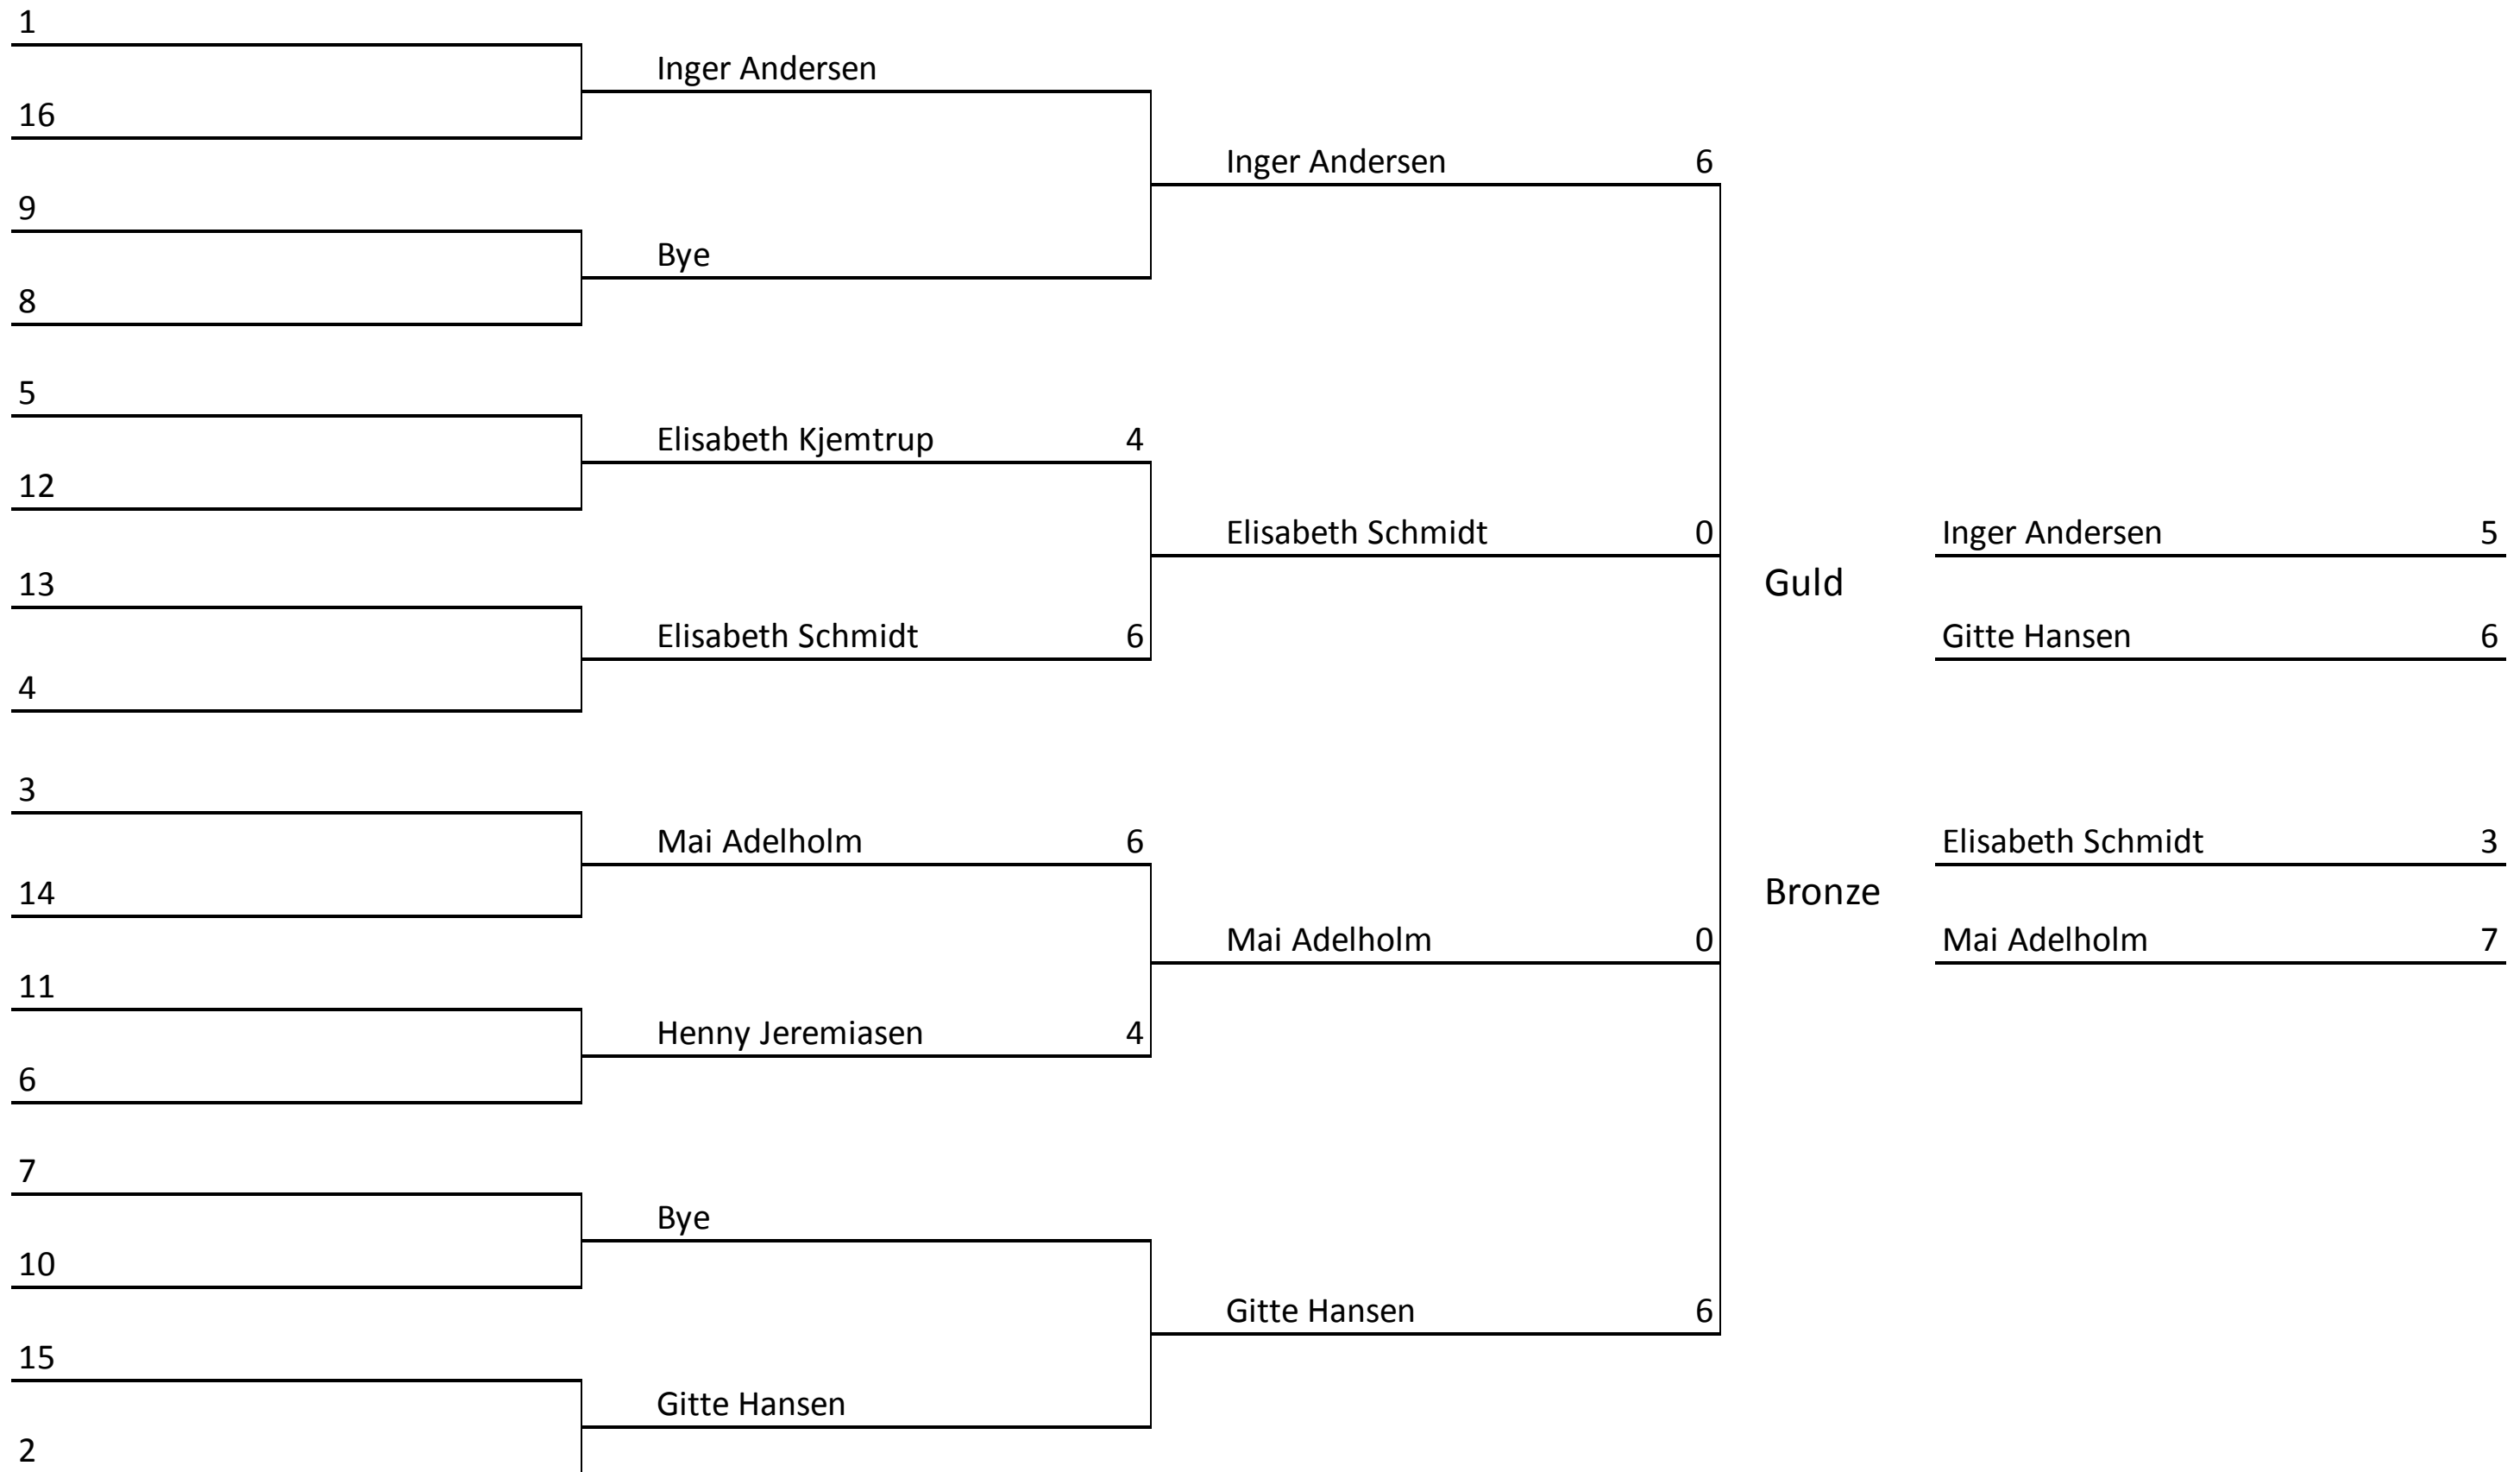 1
Inger Andersen
16
Inger Andersen 6
9
Bye
8
5
Elisabeth Kjemtrup 4
12
Elisabeth Schmidt 0
Inger Andersen 5
13
Guld
Elisabeth Schmidt 6
Gitte Hansen 6
4
3
Mai Adelholm 6
Elisabeth Schmidt 3
14
Bronze
Mai Adelholm 0
Mai Adelholm 7
11
Henny Jeremiasen 4
6
7
Bye
10
Gitte Hansen 6
15
Gitte Hansen
2